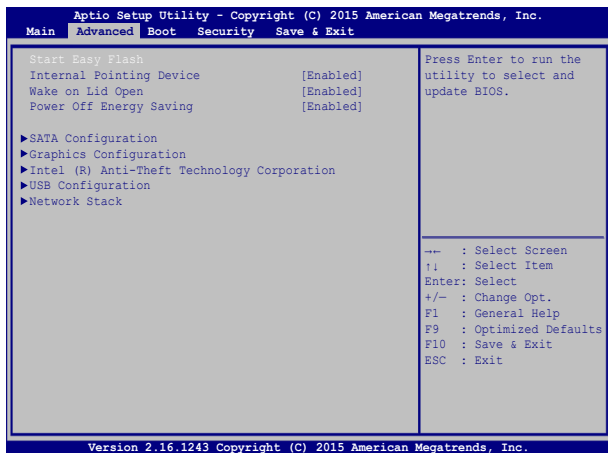 Aptio Setup Utility - Copyright (C) 2015 American Megatrends, Inc.
Main Advanced Boot Security Save & Exit
Start Easy Flash
Internal Pointing Device [Enabled]
Wake on Lid Open [Enabled]
Power Off Energy Saving [Enabled]
▶SATA Configuration
▶Graphics Configuration
▶Intel (R) Anti-Theft Technology Corporation
▶USB Configuration
▶Network Stack
Press Enter to run the
utility to select and
update BIOS.
→← : Select Screen
↑↓ : Select Item
Enter: Select
+/— : Change Opt.
F1 : General Help
F9 : Optimized Defaults
F10 : Save & Exit
ESC : Exit
Version 2.16.1243 Copyright (C) 2015 American Megatrends, Inc.